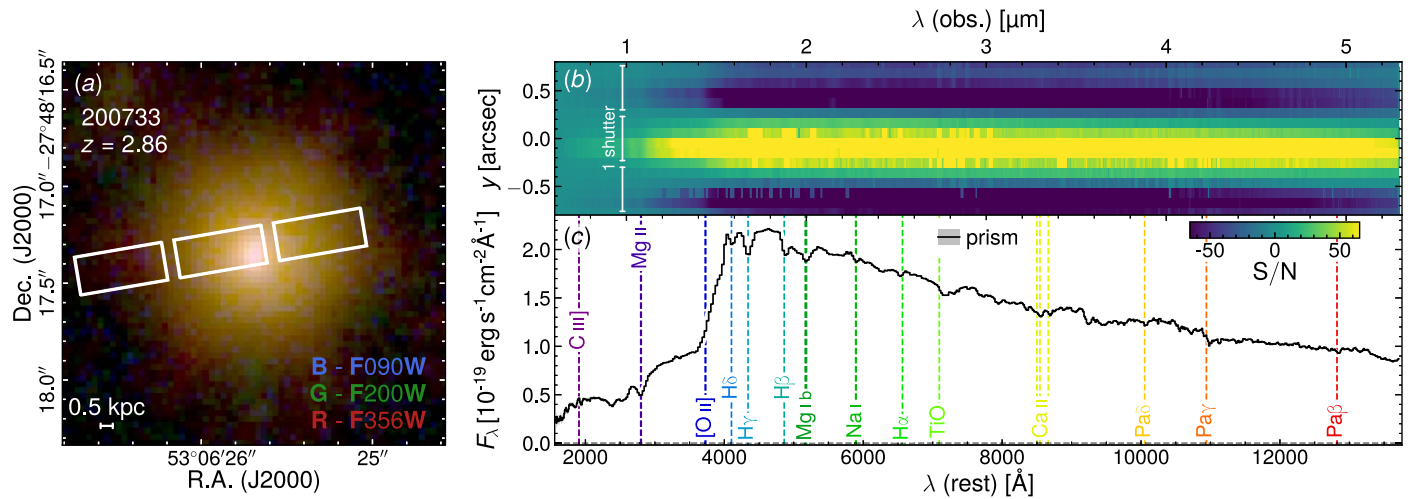 (a)
200733
z = 2.86
B - F090W
G - F200W
R - F356W
0.5 kpc
Dec. (J2000)
−27°48′16.5″
17.0″
17.5″
18.0″
53°06′26″
25″
R.A. (J2000)
λ (obs.) [μm]
1 2 3 4 5
(b)
1 shutter
y [arcsec]
0.5
0.0
−0.5
(c)
prism
−50 0 50
S/N
C III]
Mg II
[O II]
Hδ
Hγ
Hβ
Mg I b
Na I
Hα
TiO
Ca II
Paδ
Paγ
Paβ
Fλ [10⁻¹⁹ erg s⁻¹ cm⁻² Å⁻¹]
2.0
1.5
1.0
0.5
0.0
2000 4000 6000 8000 10000 12000
λ (rest) [Å]